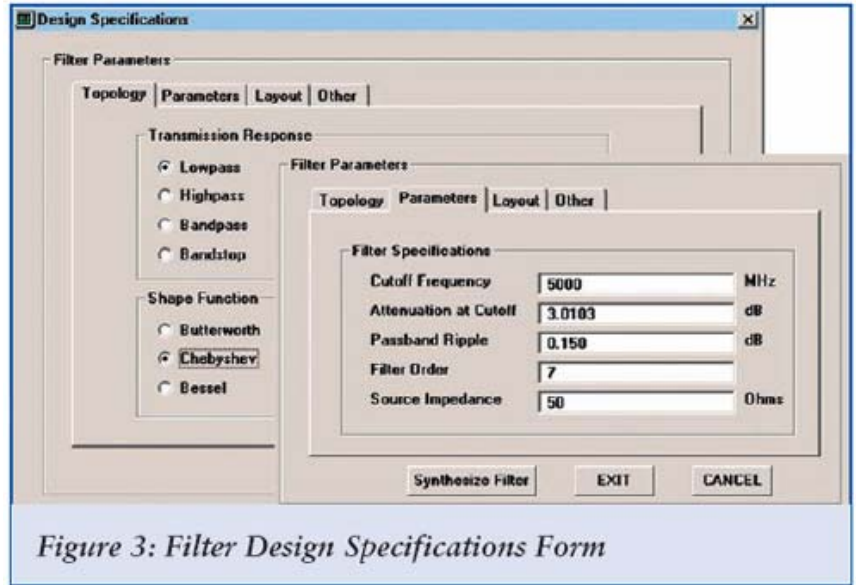 Design Specifications
Filter Parameters
Topology Parameters Layout Other
Transmission Response
Lowpass
Highpass
Bandpass
Bandstop
Shape Function
Butterworth
Chebyshev
Bessel
Filter Parameters
Topology Parameters Layout Other
Filter Specifications
Cutoff Frequency 5000 MHz
Attenuation at Cutoff 3.0103 dB
Passband Ripple 0.150 dB
Filter Order 7
Source Impedance 50 Ohms
Synthesize Filter EXIT CANCEL
Figure 3: Filter Design Specifications Form